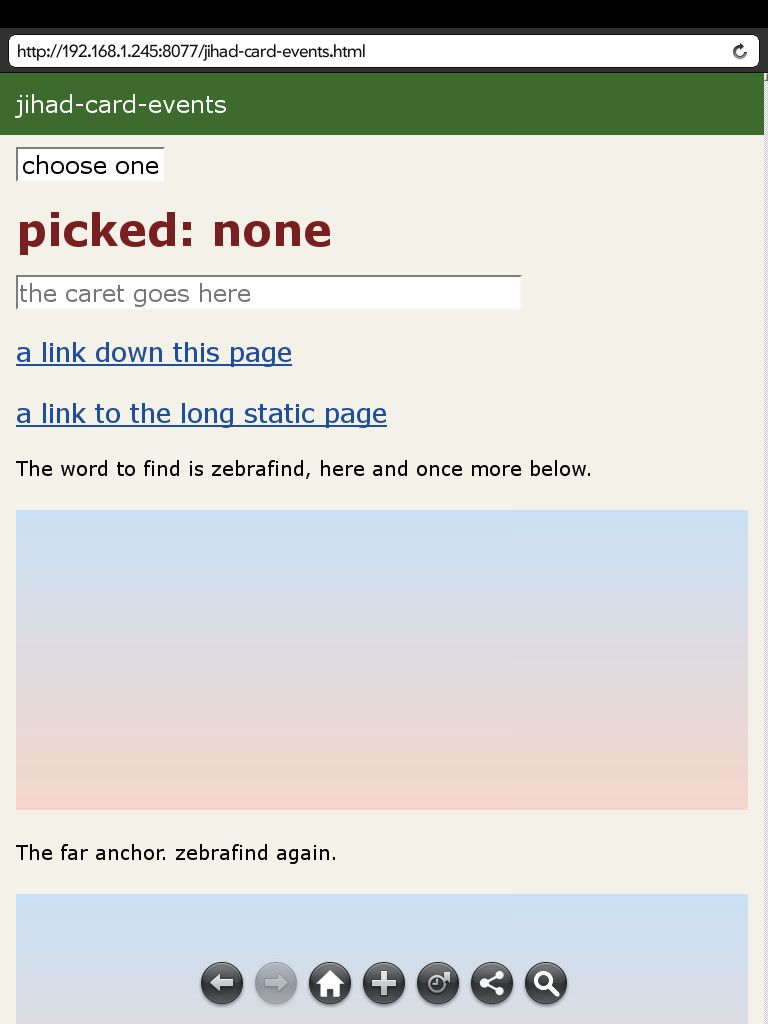 http://192.168.1.245:8077/jihad-card-events.html
jihad-card-events
choose one
picked: none
the caret goes here
a link down this page
a link to the long static page
The word to find is zebrafind, here and once more below.
The far anchor. zebrafind again.